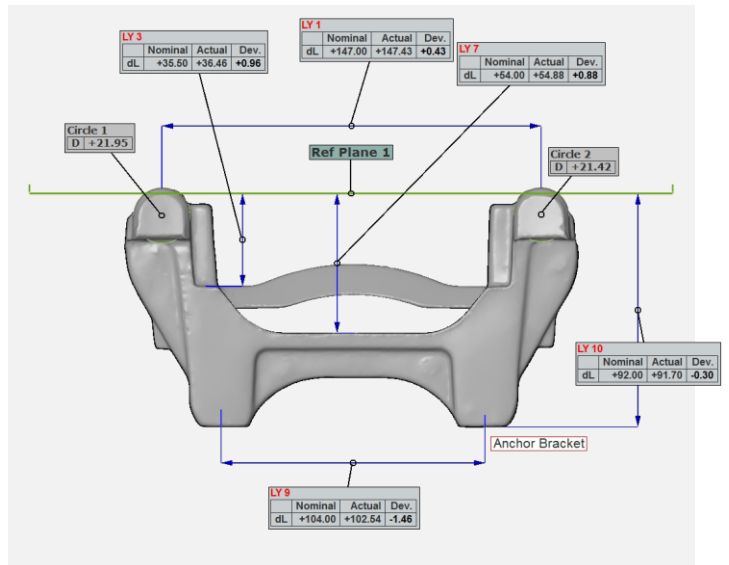 LY 1
Nominal Actual Dev.
dL +147.00 +147.43 +0.43
LY 3
Nominal Actual Dev.
dL +35.50 +36.46 +0.96
LY 7
Nominal Actual Dev.
dL +54.00 +54.88 +0.88
Circle 1
D +21.95
Ref Plane 1
Circle 2
D +21.42
LY 10
Nominal Actual Dev.
dL +92.00 +91.70 -0.30
Anchor Bracket
LY 9
Nominal Actual Dev.
dL +104.00 +102.54 -1.46